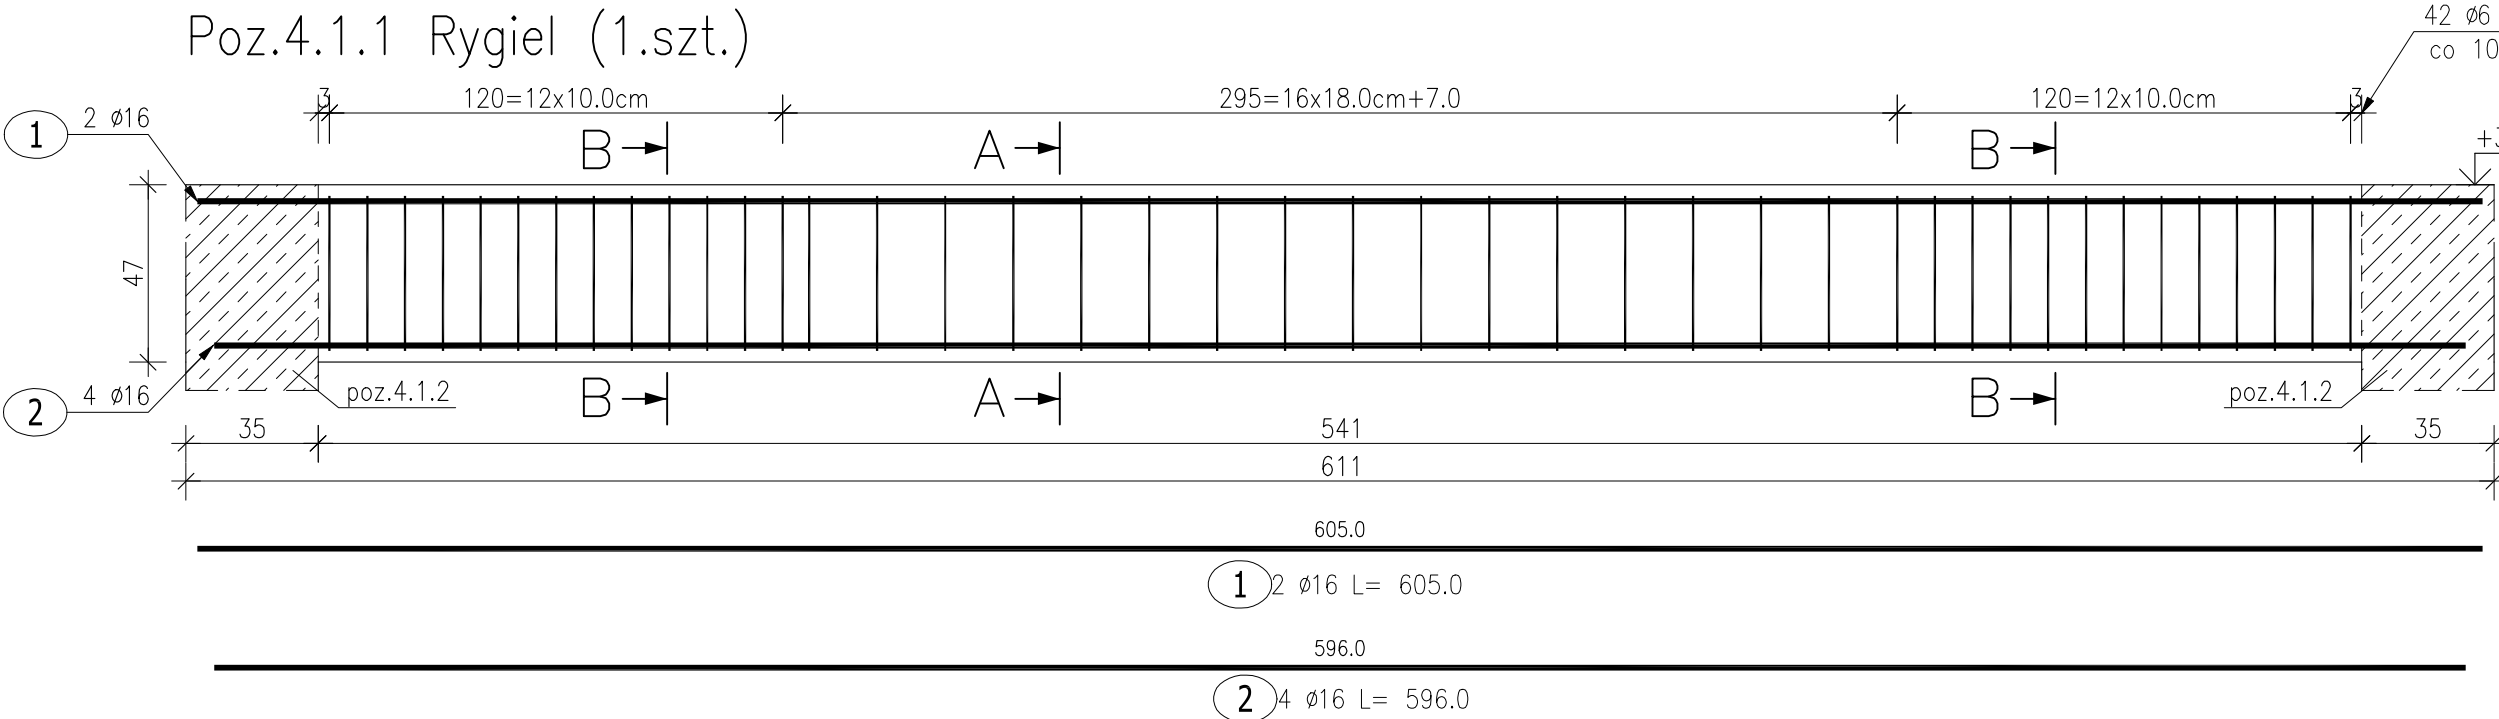 Poz.4.1.1 Rygiel (1.szt.)
42 ø6
co 10
3
120=12x10.0cm
295=16x18.0cm+7.0
120=12x10.0cm
3
1
2 ø16
B
A
B
47
2
4 ø16
poz.4.1.2
B
A
B
poz.4.1.2
35
541
35
611
605.0
1
2 ø16 L= 605.0
596.0
2
4 ø16 L= 596.0